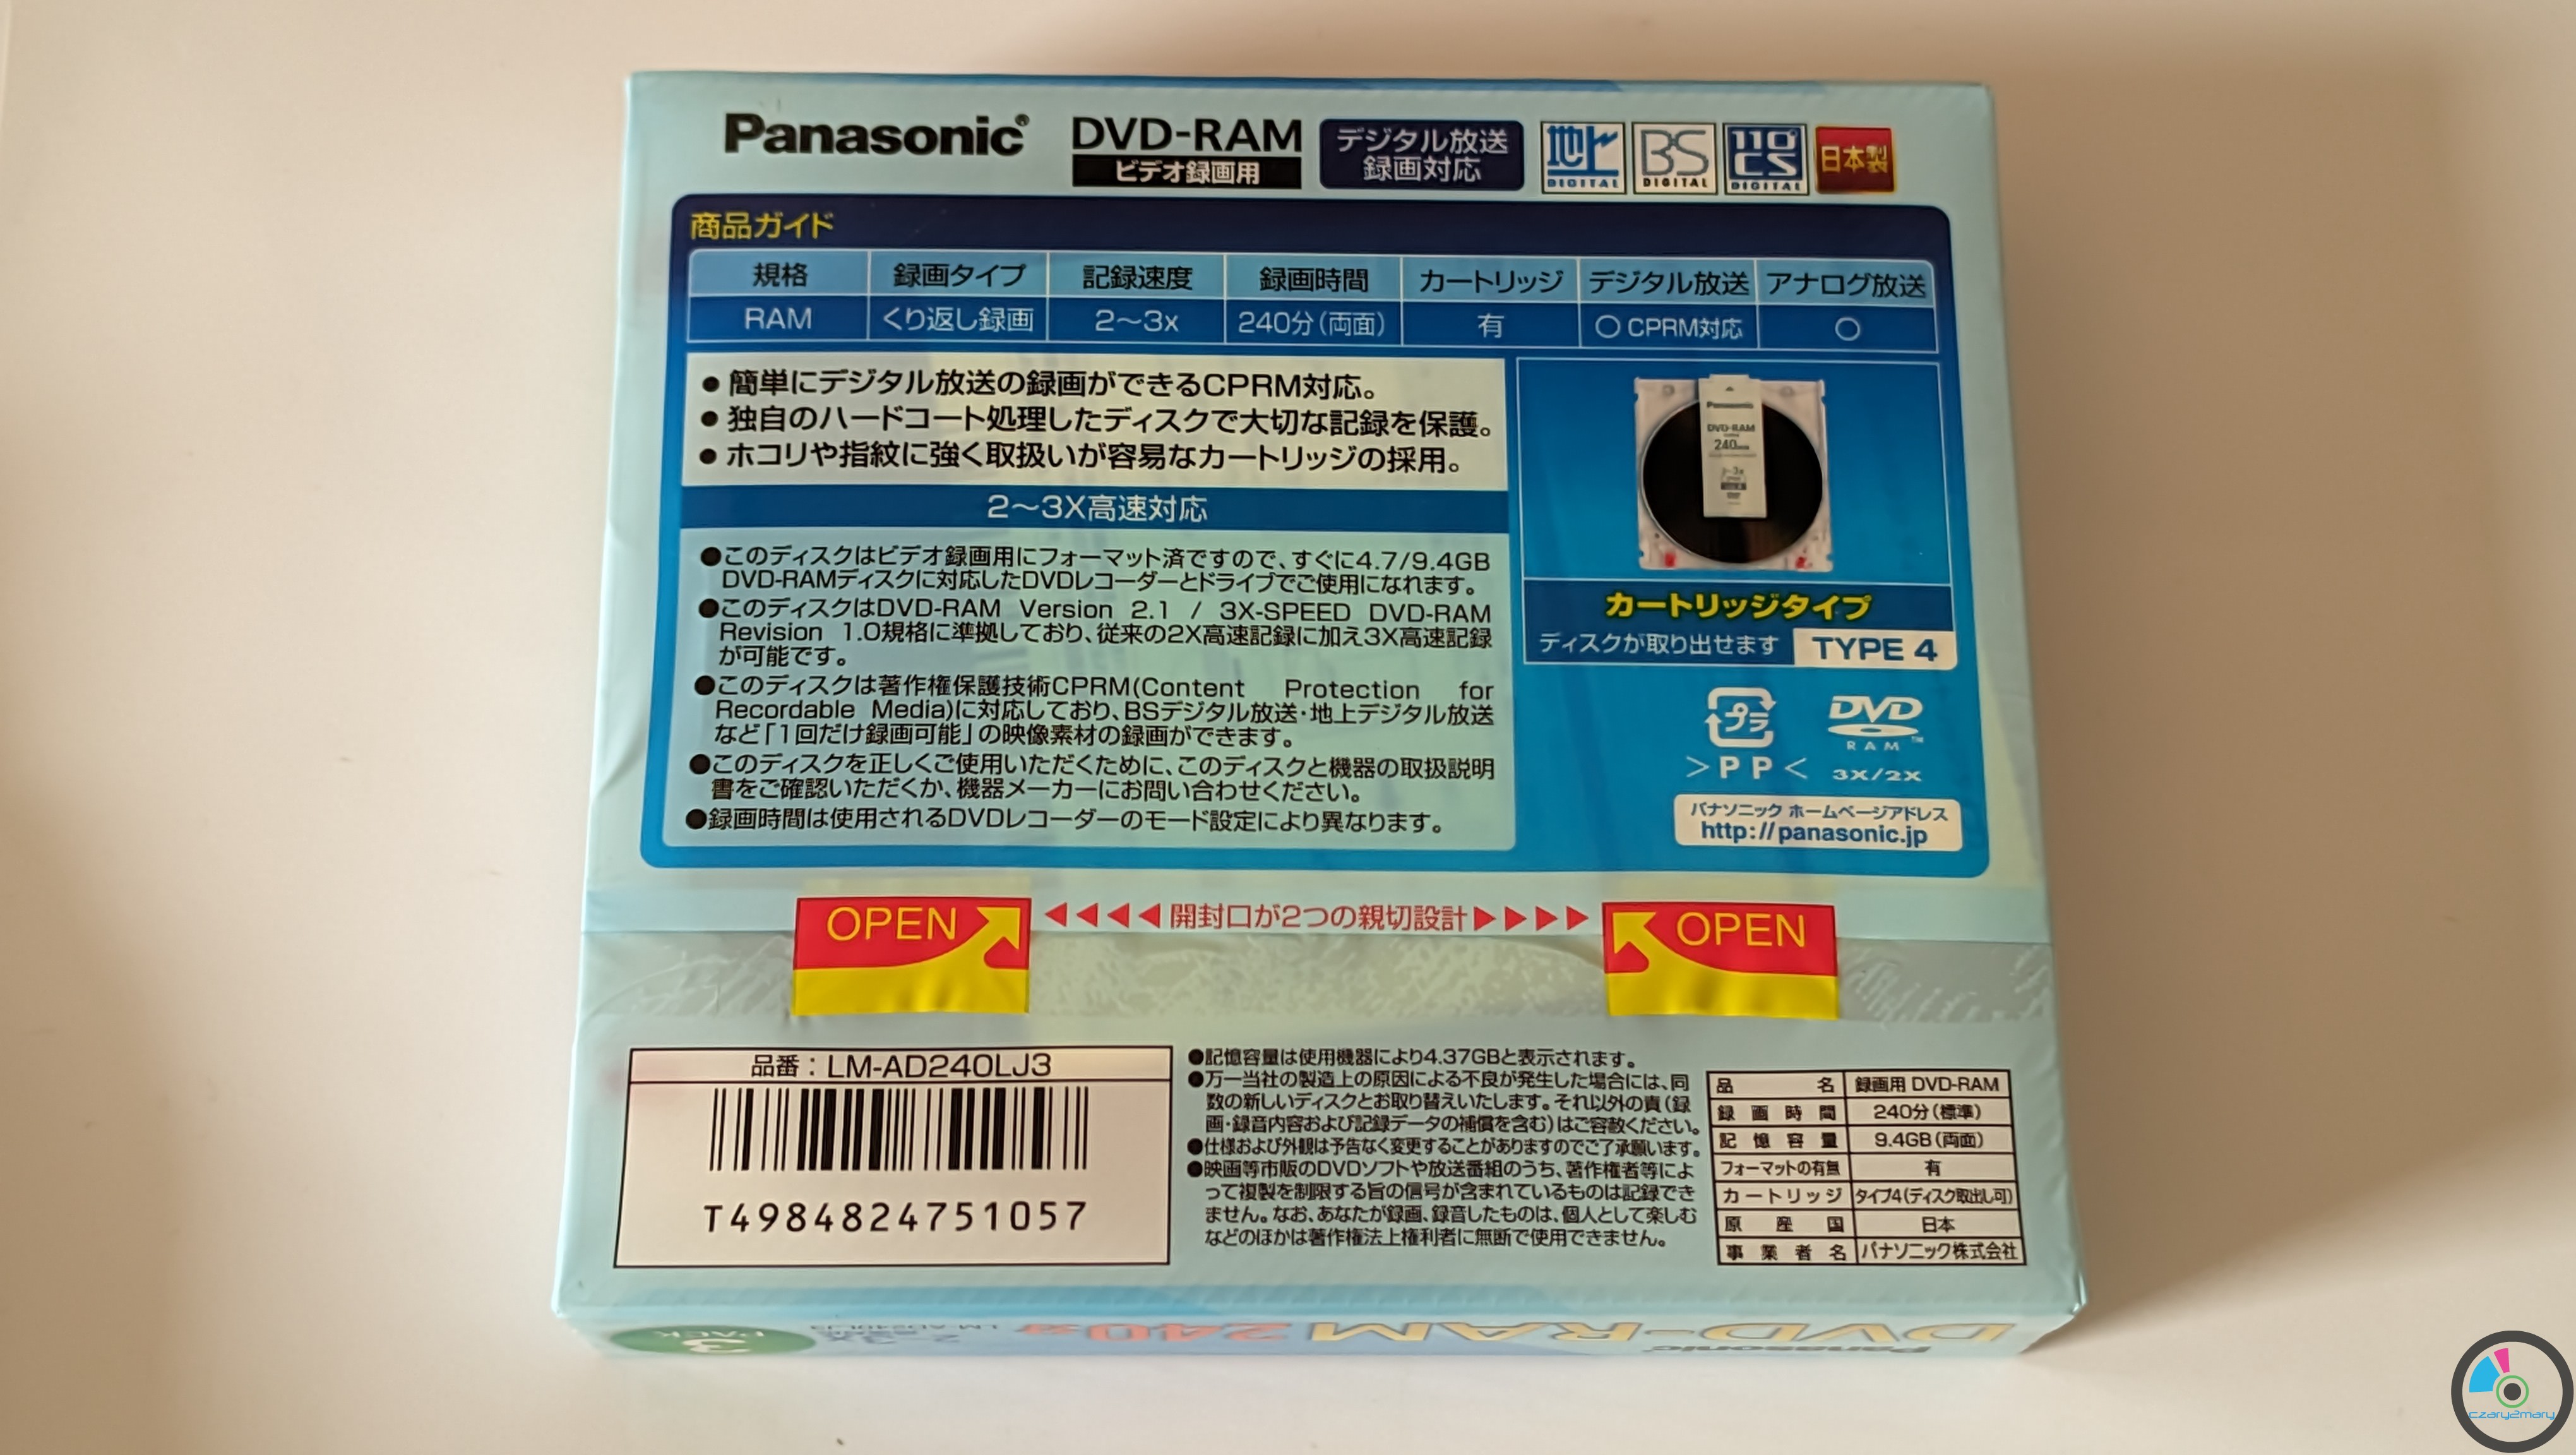 Panasonic®
DVD-RAM
ビデオ録画用
デジタル放送
録画対応
地上
DIGITAL
BS
DIGITAL
110°
CS
DIGITAL
日本製
商品ガイド
規格 録画タイプ 記録速度 録画時間 カートリッジ デジタル放送 アナログ放送
RAM くり返し録画 2〜3x 240分(両面) 有 ○ CPRM対応 ○
● 簡単にデジタル放送の録画ができるCPRM対応。
● 独自のハードコート処理したディスクで大切な記録を保護。
● ホコリや指紋に強く取扱いが容易なカートリッジの採用。
2〜3X高速対応
●このディスクはビデオ録画用にフォーマット済ですので、すぐに4.7/9.4GB
DVD-RAMディスクに対応したDVDレコーダーとドライブでご使用になれます。
●このディスクはDVD-RAM Version 2.1 / 3X-SPEED DVD-RAM
Revision 1.0規格に準拠しており、従来の2X高速記録に加え3X高速記録
が可能です。
●このディスクは著作権保護技術CPRM(Content Protection for
Recordable Media)に対応しており、BSデジタル放送・地上デジタル放送
など「1回だけ録画可能」の映像素材の録画ができます。
●このディスクを正しくご使用いただくために、このディスクと機器の取扱説明
書をご確認いただくか、機器メーカーにお問い合わせください。
●録画時間は使用されるDVDレコーダーのモード設定により異なります。
Panasonic
DVD-RAM
240min
2-3x
カートリッジタイプ
ディスクが取り出せます TYPE 4
プラ
>PP<
DVD
RAM™
3X/2X
パナソニック ホームページアドレス
http://panasonic.jp
OPEN
◀◀◀◀開封口が2つの親切設計▶▶▶▶
OPEN
品番：LM-AD240LJ3
T4984824751057
●記憶容量は使用機器により4.37GBと表示されます。
●万一当社の製造上の原因による不良が発生した場合には、同
数の新しいディスクとお取り替えいたします。それ以外の責(録
画・録音内容および記録データの補償を含む)はご容赦ください。
●仕様および外観は予告なく変更することがありますのでご了承願います。
●映画等市販のDVDソフトや放送番組のうち、著作権者等によ
って複製を制限する旨の信号が含まれているものは記録でき
ません。なお、あなたが録画、録音したものは、個人として楽しむ
などのほかは著作権法上権利者に無断で使用できません。
品名 録画用 DVD-RAM
録画時間 240分(標準)
記憶容量 9.4GB(両面)
フォーマットの有無 有
カートリッジ タイプ4(ディスク取出し可)
原産国 日本
事業者名 パナソニック株式会社
Panasonic
DVD-RAM 240分
LM-AD240LJ3
3
PACK
czary2mary